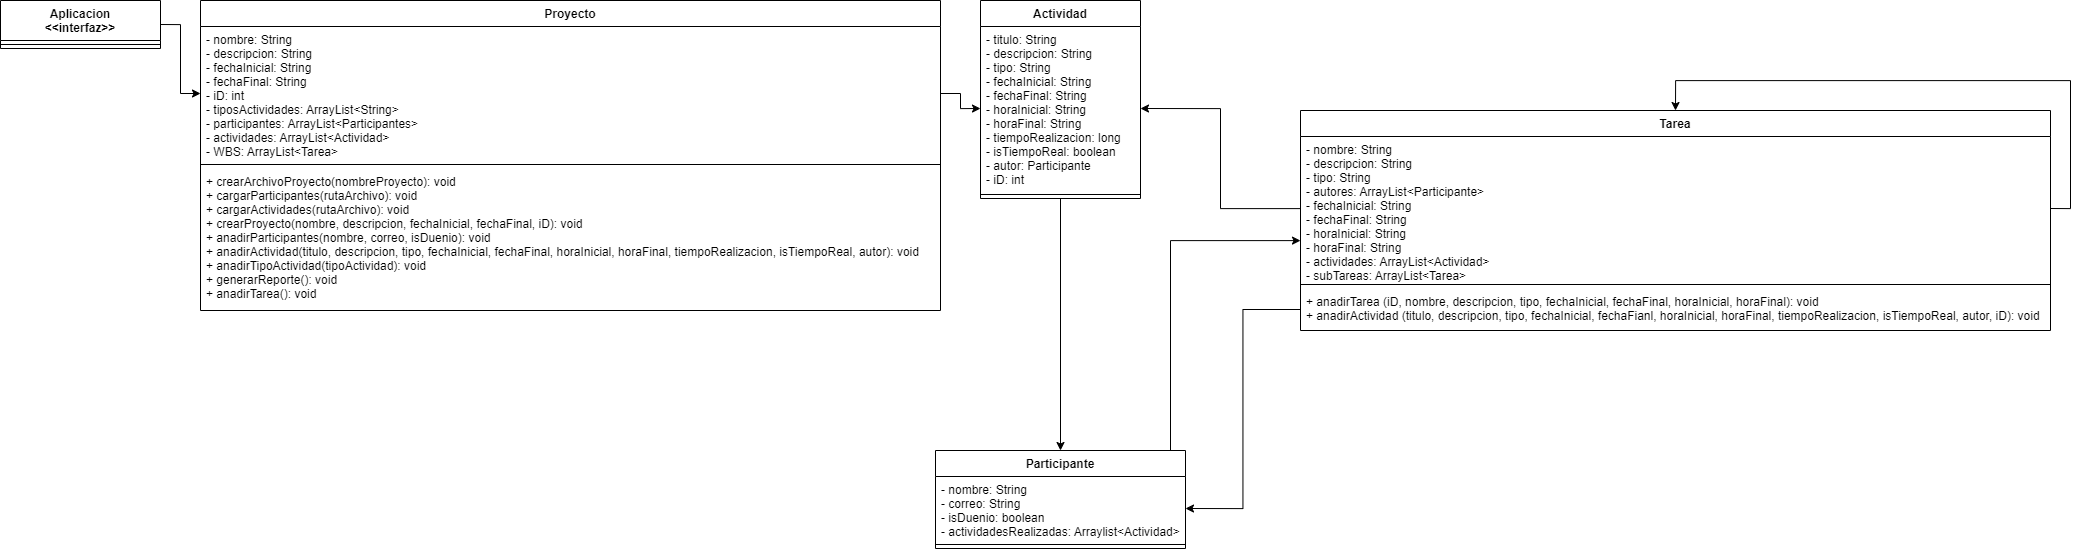 Aplicacion
<<interfaz>>
Proyecto
- nombre: String
- descripcion: String
- fechaInicial: String
- fechaFinal: String
- iD: int
- tiposActividades: ArrayList<String>
- participantes: ArrayList<Participantes>
- actividades: ArrayList<Actividad>
- WBS: ArrayList<Tarea>
+ crearArchivoProyecto(nombreProyecto): void
+ cargarParticipantes(rutaArchivo): void
+ cargarActividades(rutaArchivo): void
+ crearProyecto(nombre, descripcion, fechaInicial, fechaFinal, iD): void
+ anadirParticipantes(nombre, correo, isDuenio): void
+ anadirActividad(titulo, descripcion, tipo, fechaInicial, fechaFinal, horaInicial, horaFinal, tiempoRealizacion, isTiempoReal, autor): void
+ anadirTipoActividad(tipoActividad): void
+ generarReporte(): void
+ anadirTarea(): void
Actividad
- titulo: String
- descripcion: String
- tipo: String
- fechaInicial: String
- fechaFinal: String
- horaInicial: String
- horaFinal: String
- tiempoRealizacion: long
- isTiempoReal: boolean
- autor: Participante
- iD: int
Tarea
- nombre: String
- descripcion: String
- tipo: String
- autores: ArrayList<Participante>
- fechaInicial: String
- fechaFinal: String
- horaInicial: String
- horaFinal: String
- actividades: ArrayList<Actividad>
- subTareas: ArrayList<Tarea>
+ anadirTarea (iD, nombre, descripcion, tipo, fechaInicial, fechaFinal, horaInicial, horaFinal): void
+ anadirActividad (titulo, descripcion, tipo, fechaInicial, fechaFianl, horaInicial, horaFinal, tiempoRealizacion, isTiempoReal, autor, iD): void
Participante
- nombre: String
- correo: String
- isDuenio: boolean
- actividadesRealizadas: Arraylist<Actividad>